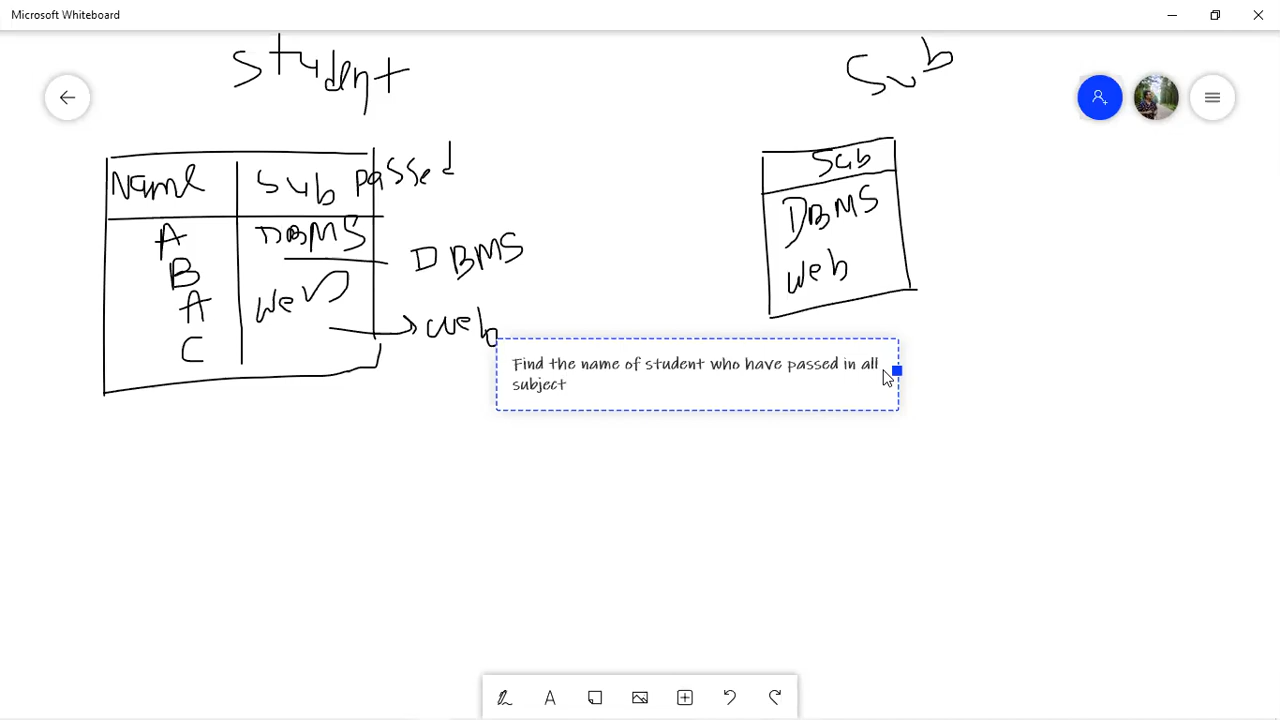 Microsoft Whiteboard
Student
Sub
Name
Sub passed
Sub
A
DBMS
DBMS
B
DBMS
Web
A
Web
web
C
Find the name of student who have passed in all
subject